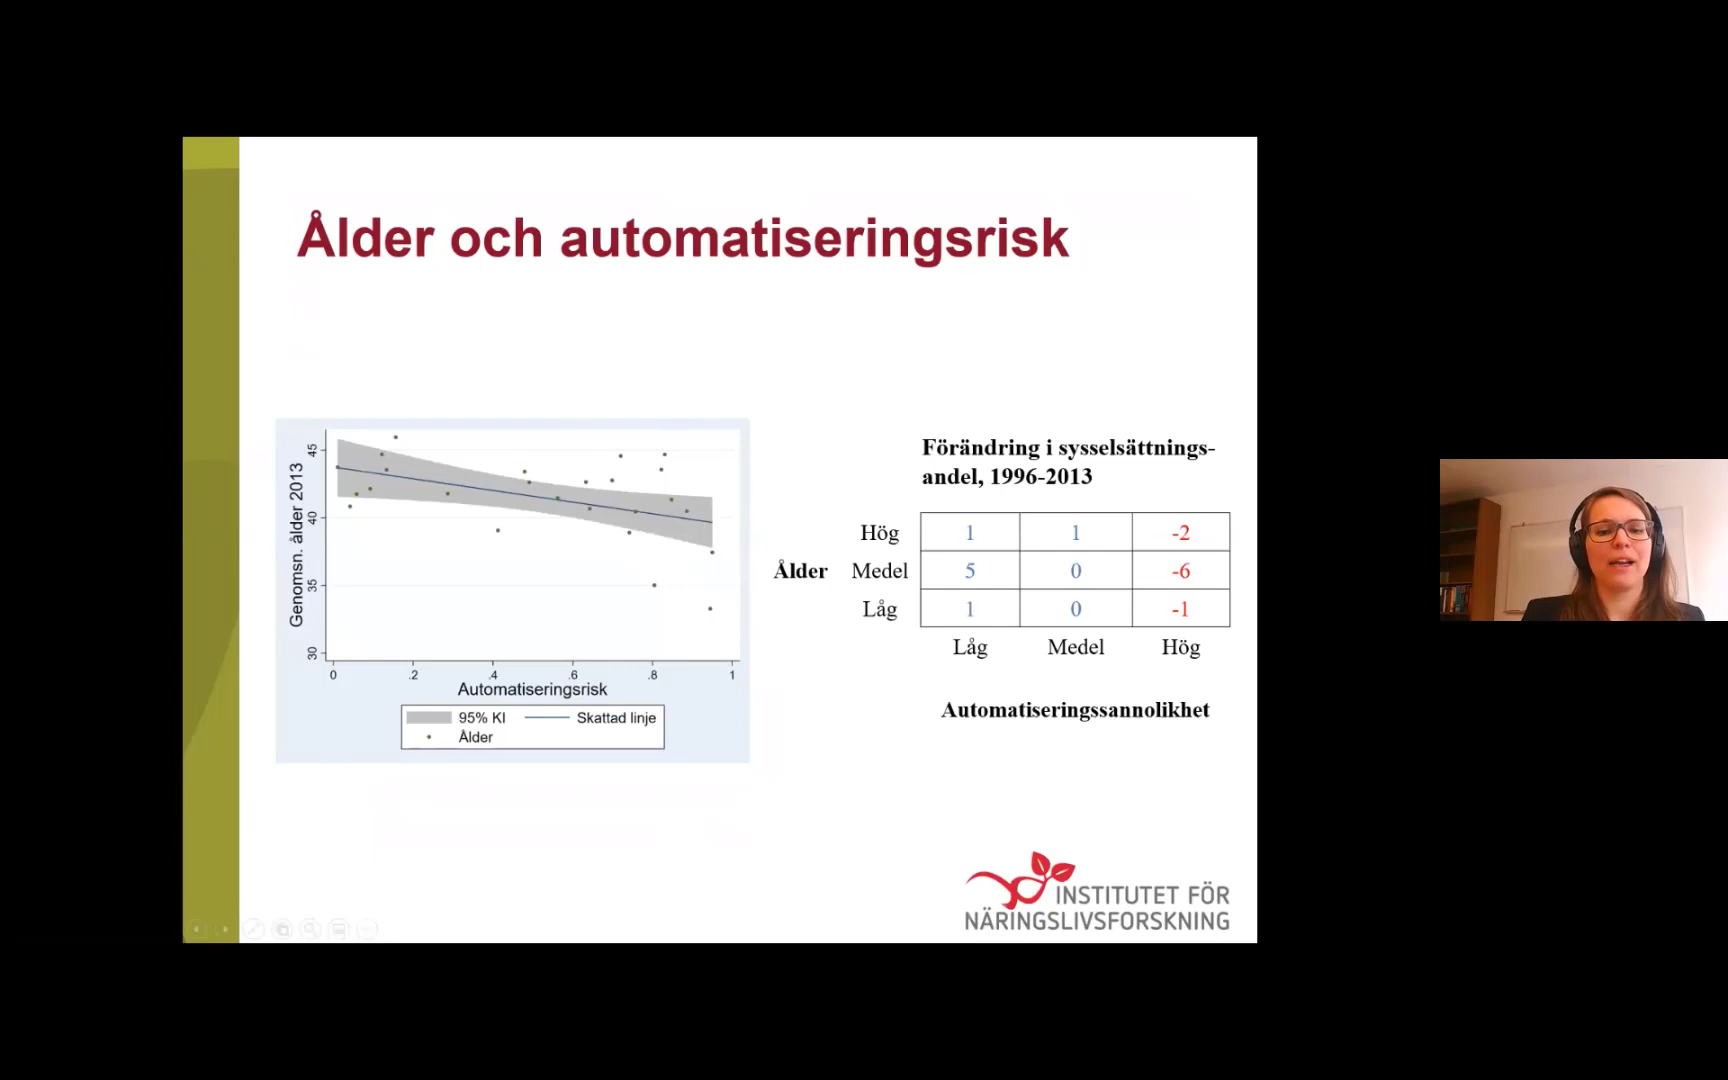 Ålder och automatiseringsrisk
Genomsn. ålder 2013
45
40
35
30
0 .2 .4 .6 .8 1
Automatiseringsrisk
95% KI Skattad linje
Ålder
Förändring i sysselsättnings-
andel, 1996-2013
Hög 1 1 -2
Ålder Medel 5 0 -6
Låg 1 0 -1
Låg Medel Hög
Automatiseringssannolikhet
INSTITUTET FÖR
NÄRINGSLIVSFORSKNING